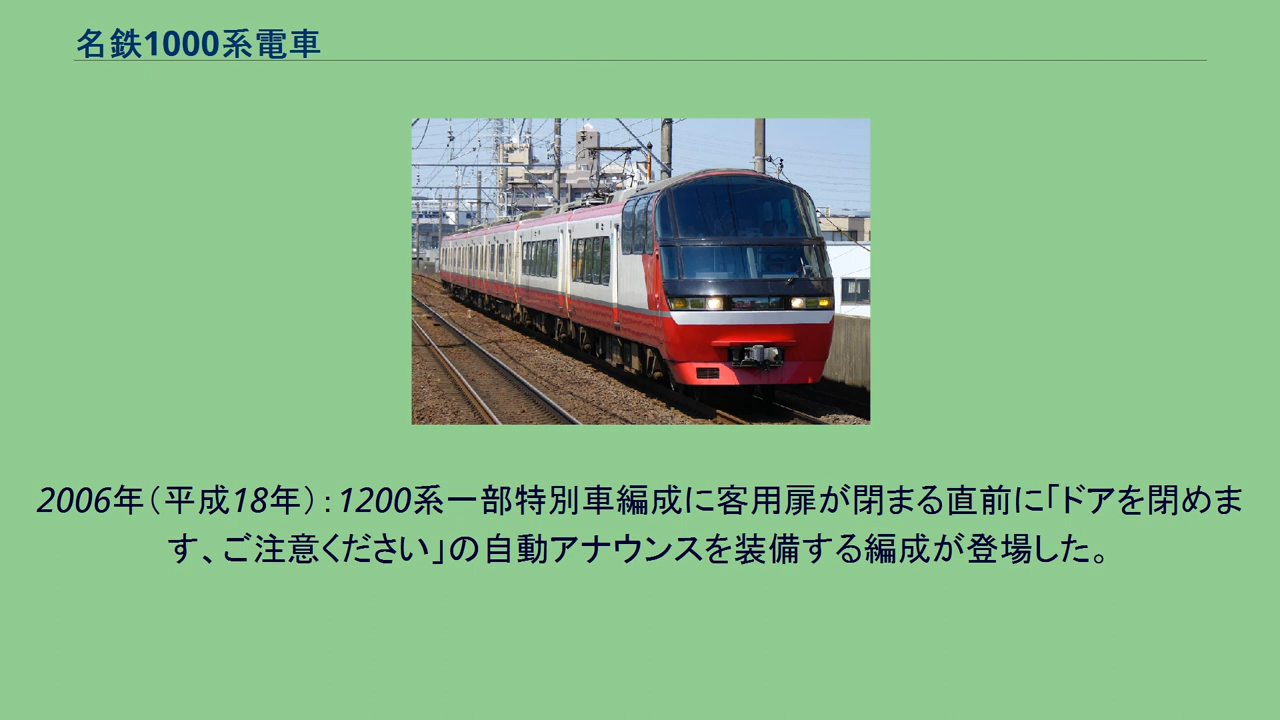 名鉄1000系電車
2006年（平成18年）：1200系一部特別車編成に客用扉が閉まる直前に「ドアを閉めま
す、ご注意ください」の自動アナウンスを装備する編成が登場した。